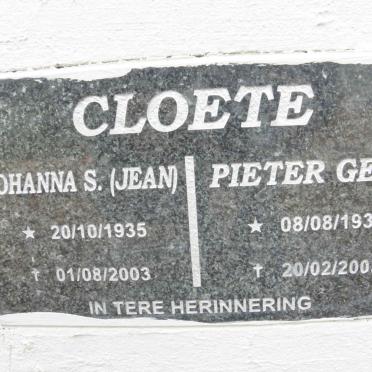 CLOETE
OHANNA S. (JEAN)
★ 20/10/1935
† 01/08/2003
PIETER GE
★ 08/08/193
† 20/02/200
IN TERE HERINNERING